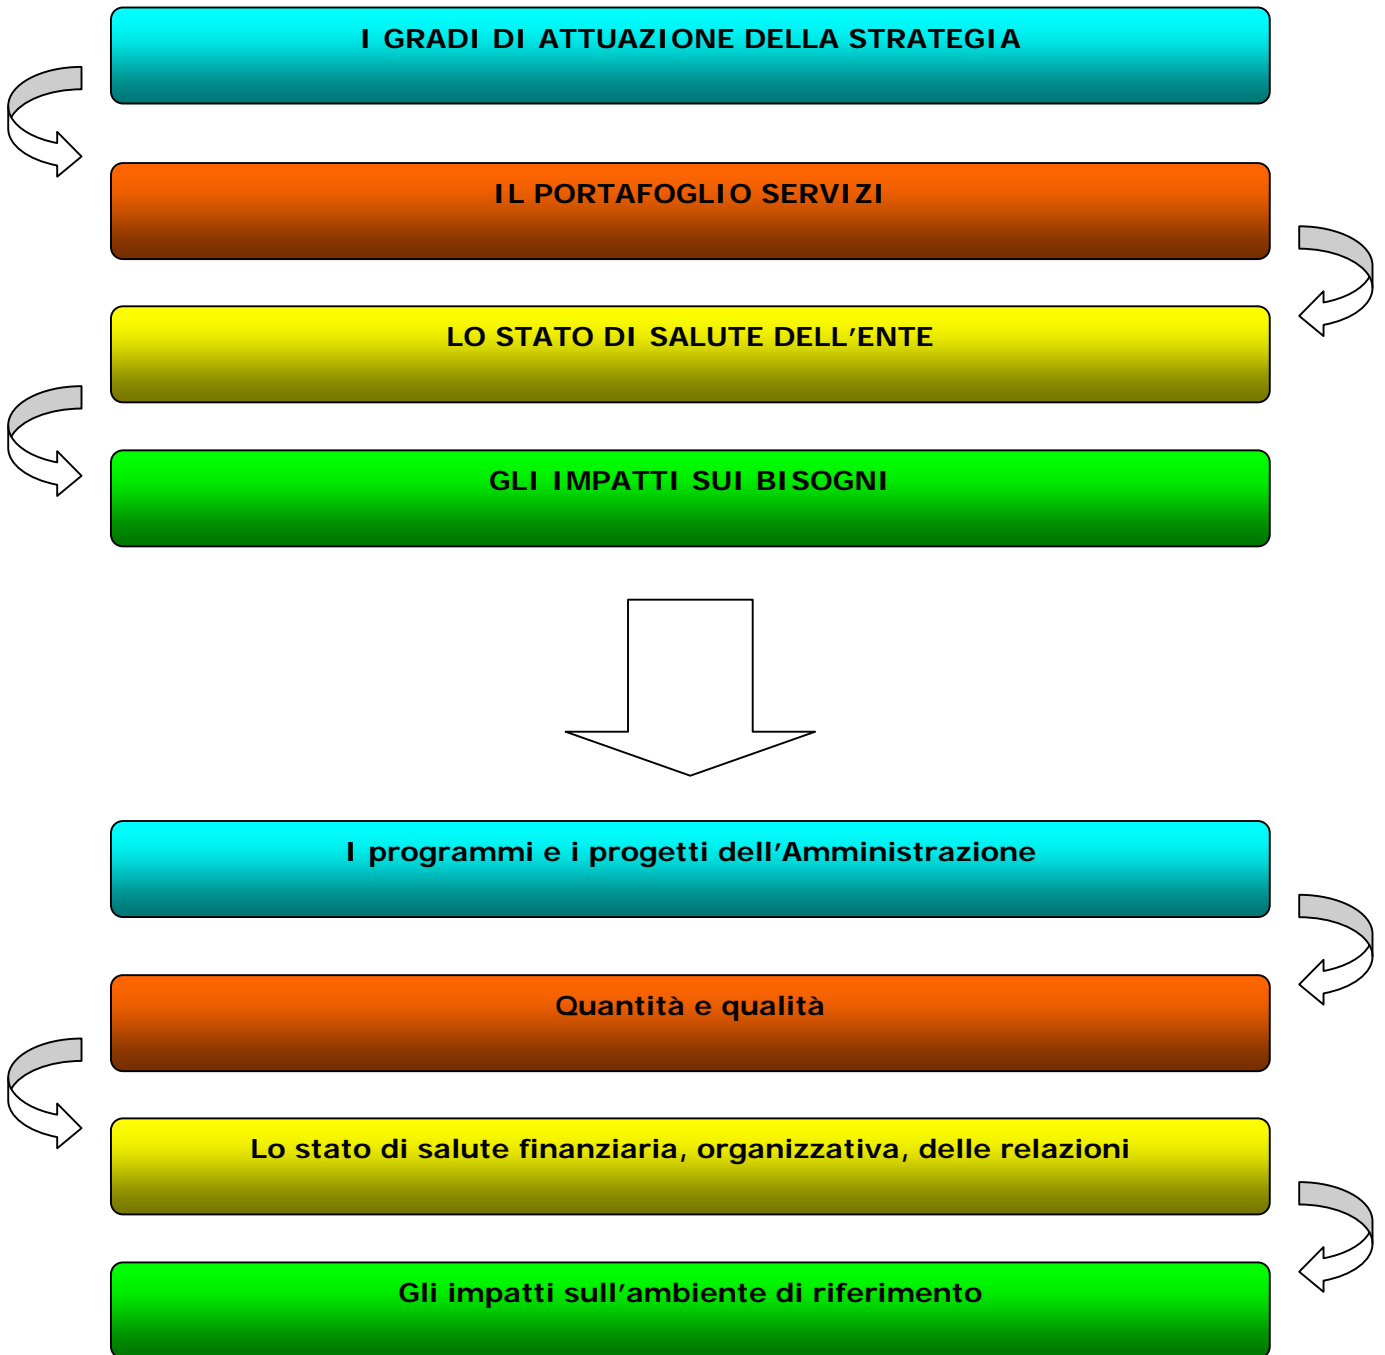 I GRADI DI ATTUAZIONE DELLA STRATEGIA
IL PORTAFOGLIO SERVIZI
LO STATO DI SALUTE DELL’ENTE
GLI IMPATTI SUI BISOGNI
I programmi e i progetti dell’Amministrazione
Quantità e qualità
Lo stato di salute finanziaria, organizzativa, delle relazioni
Gli impatti sull’ambiente di riferimento